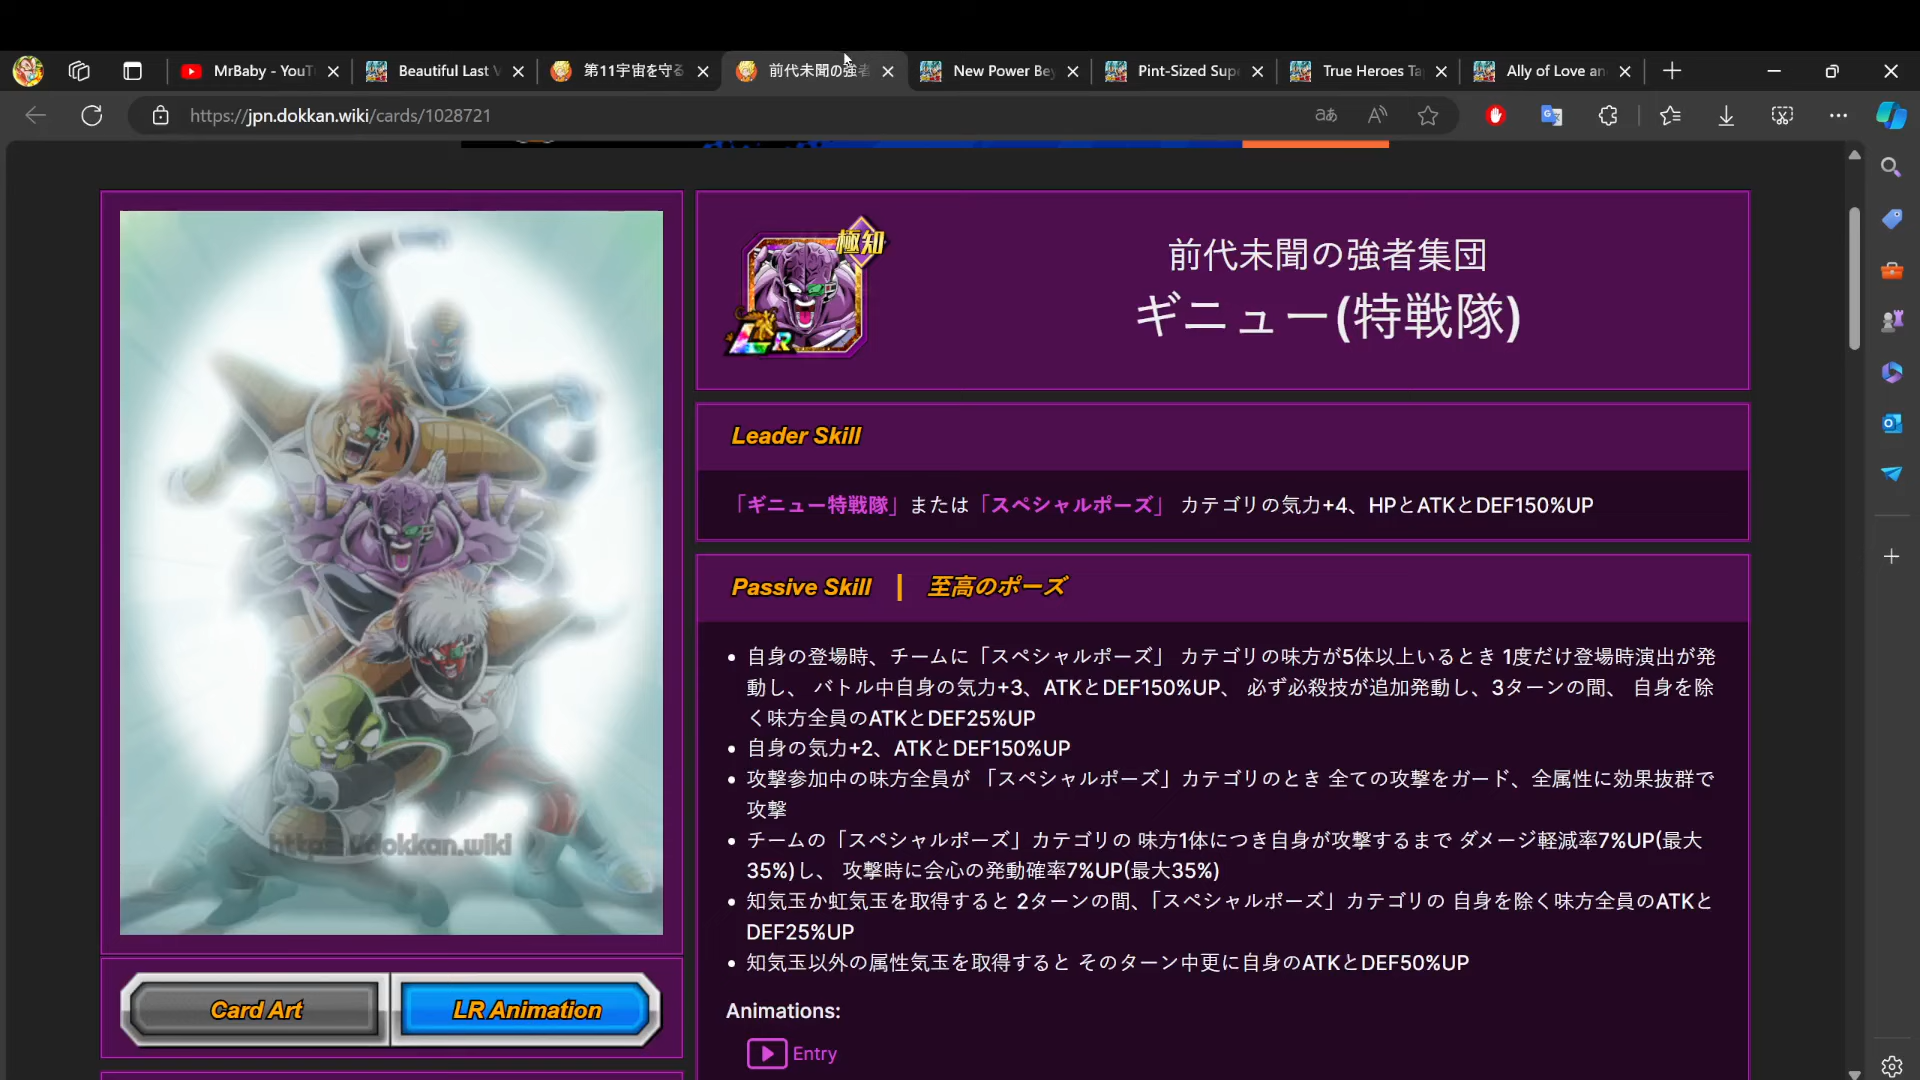 MrBaby - YouT
Beautiful Last V
第11宇宙を守る
前代未聞の強者
New Power Bey
Pint-Sized Supe
True Heroes Ta
Ally of Love an
https://jpn.dokkan.wiki/cards/1028721
極知
LR
前代未聞の強者集団
ギニュー(特戦隊)
Leader Skill
「ギニュー特戦隊」または「スペシャルポーズ」 カテゴリの気力+4、HPとATKとDEF150%UP
Passive Skill | 至高のポーズ
• 自身の登場時、チームに「スペシャルポーズ」 カテゴリの味方が5体以上いるとき 1度だけ登場時演出が発
動し、 バトル中自身の気力+3、ATKとDEF150%UP、 必ず必殺技が追加発動し、3ターンの間、 自身を除
く味方全員のATKとDEF25%UP
• 自身の気力+2、ATKとDEF150%UP
• 攻撃参加中の味方全員が 「スペシャルポーズ」カテゴリのとき 全ての攻撃をガード、全属性に効果抜群で
攻撃
• チームの「スペシャルポーズ」カテゴリの 味方1体につき自身が攻撃するまで ダメージ軽減率7%UP(最大
35%)し、 攻撃時に会心の発動確率7%UP(最大35%)
• 知気玉か虹気玉を取得すると 2ターンの間、「スペシャルポーズ」カテゴリの 自身を除く味方全員のATKと
DEF25%UP
• 知気玉以外の属性気玉を取得すると そのターン中更に自身のATKとDEF50%UP
Animations:
Entry
https://dokkan.wiki
Card Art
LR Animation